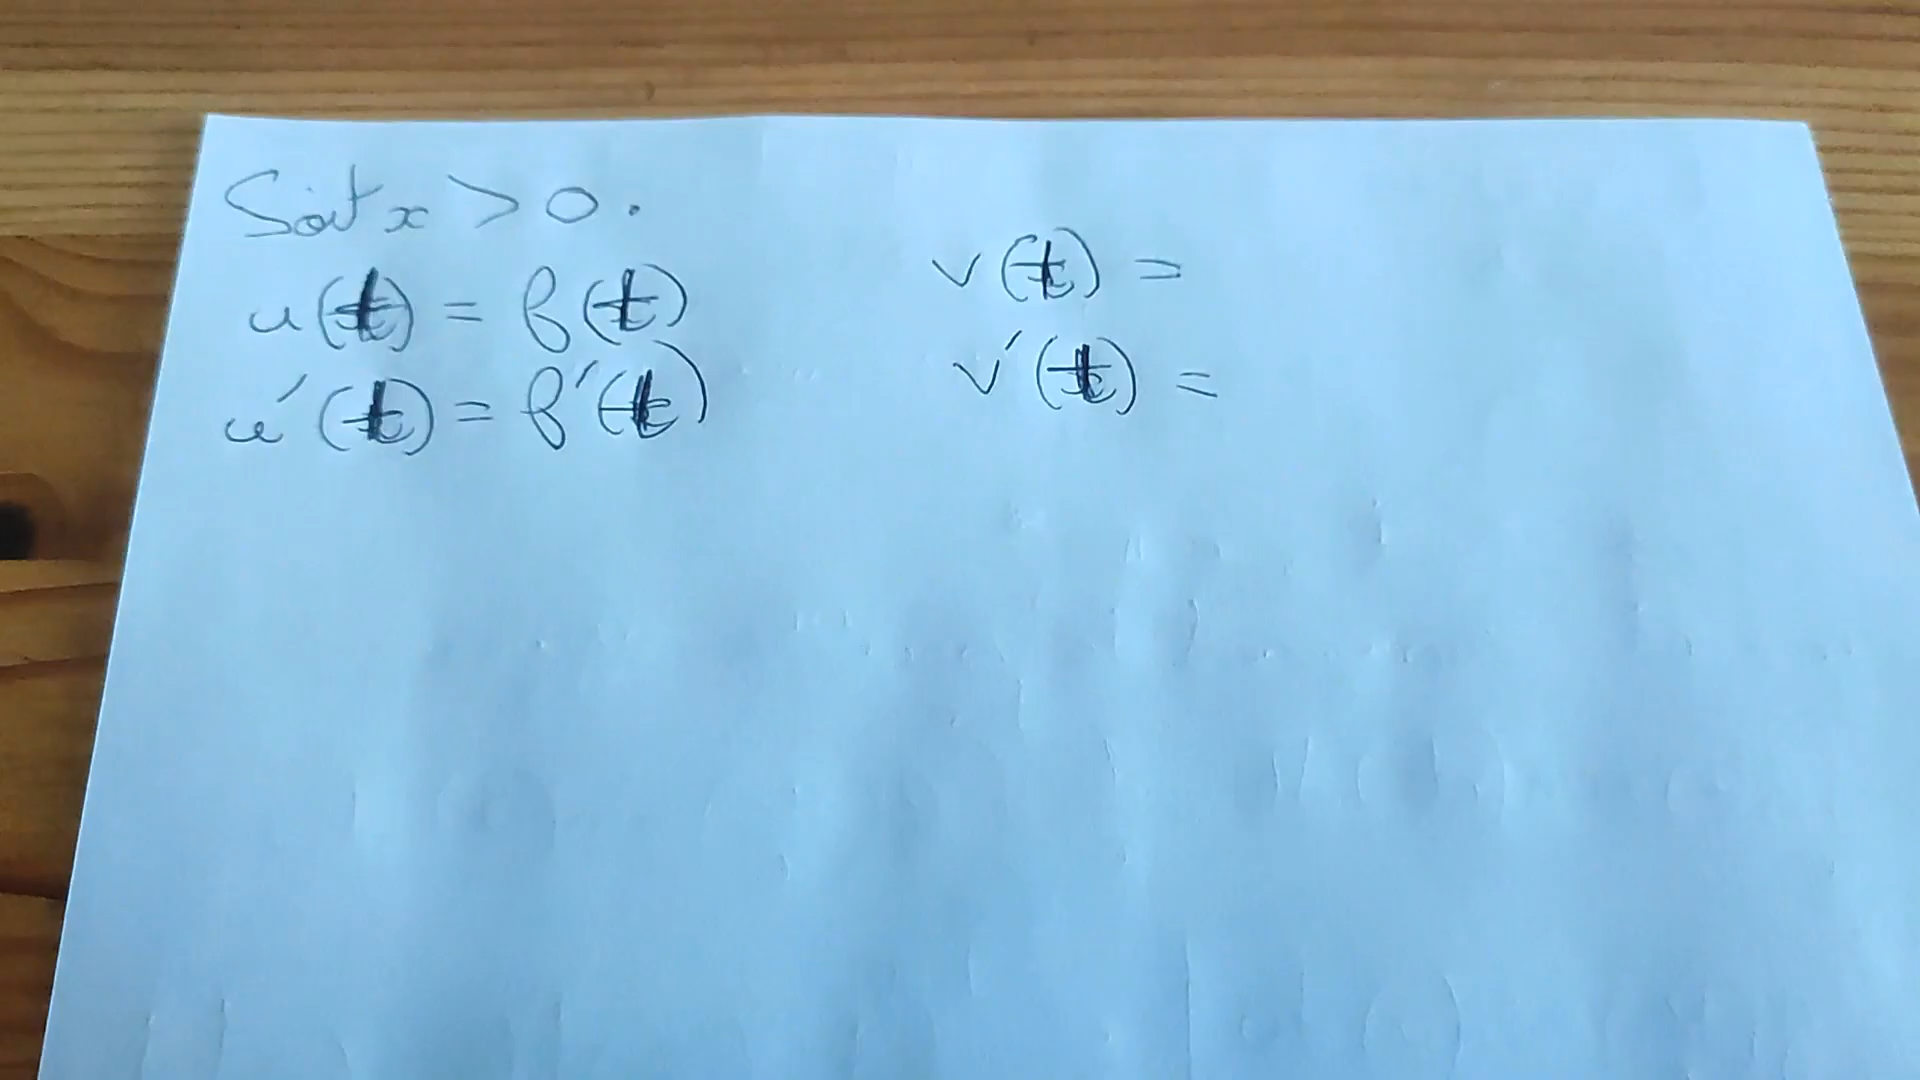 Soit x > 0.
u(t) = f(t)
u'(t) = f'(t)
v(t) =
v'(t) =